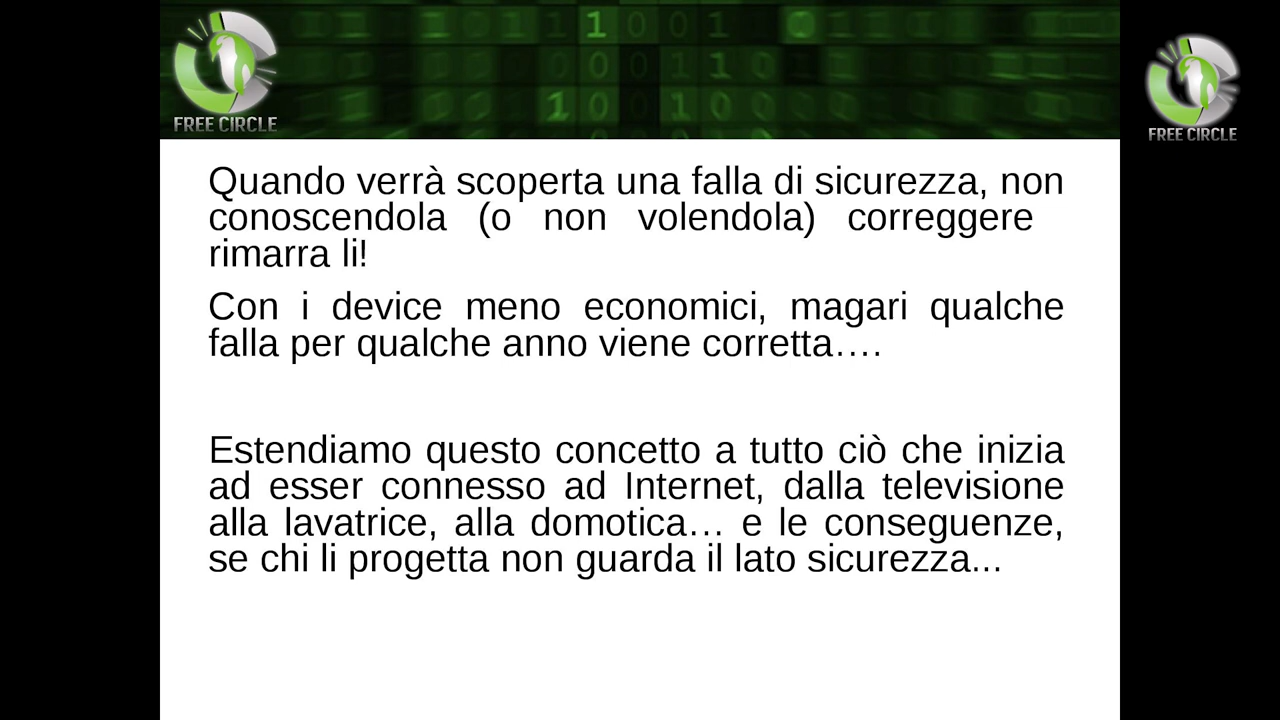 FREE CIRCLE
FREE CIRCLE
Quando verrà scoperta una falla di sicurezza, non
conoscendola (o non volendola) correggere
rimarra li!
Con i device meno economici, magari qualche
falla per qualche anno viene corretta….
Estendiamo questo concetto a tutto ciò che inizia
ad esser connesso ad Internet, dalla televisione
alla lavatrice, alla domotica… e le conseguenze,
se chi li progetta non guarda il lato sicurezza...